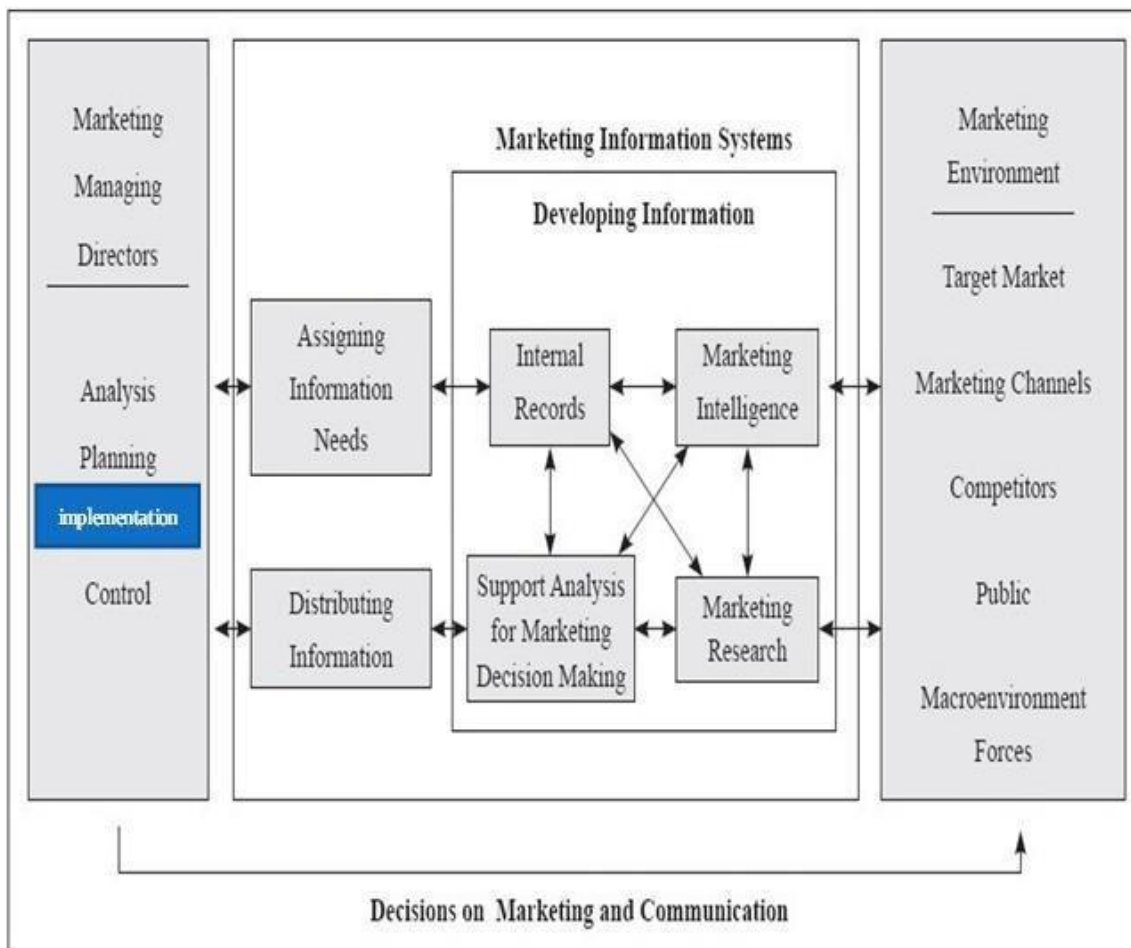 Marketing
Managing
Directors
Analysis
Planning
implementation
Control
Marketing Information Systems
Developing Information
Assigning
Information
Needs
Internal
Records
Marketing
Intelligence
Distributing
Information
Support Analysis
for Marketing
Decision Making
Marketing
Research
Marketing
Environment
Target Market
Marketing Channels
Competitors
Public
Macroenvironment
Forces
Decisions on Marketing and Communication